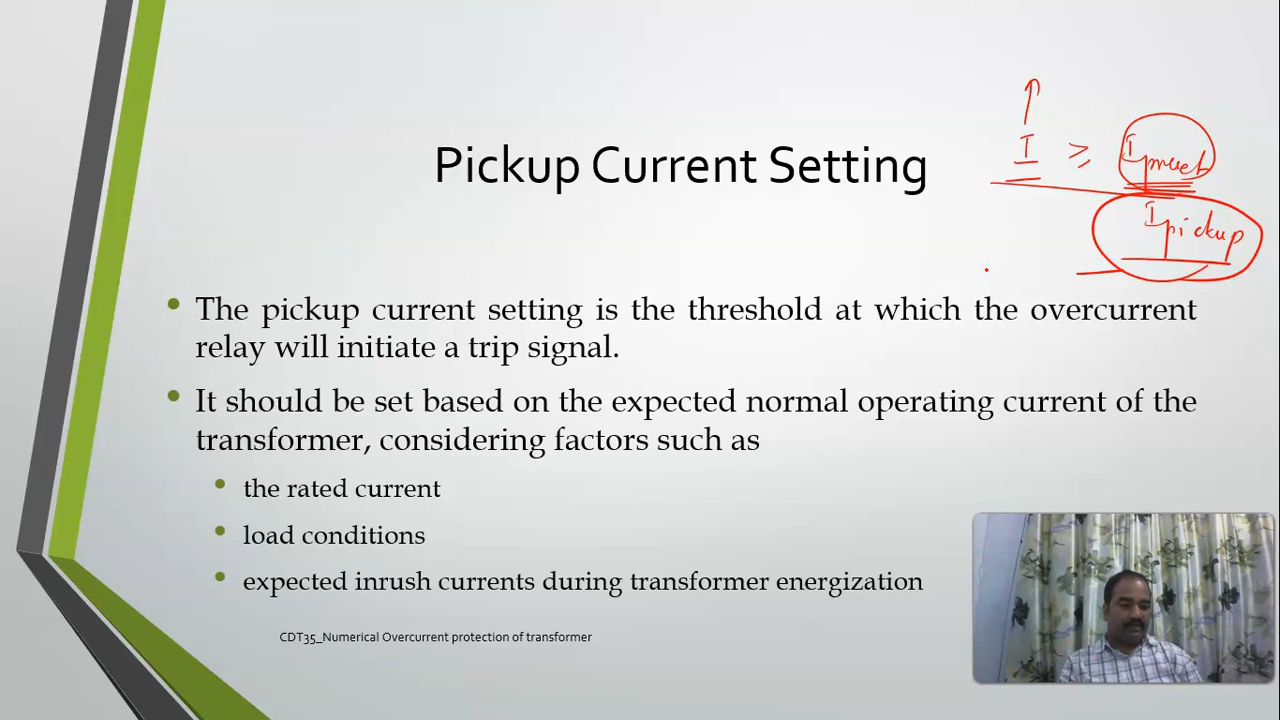 Pickup Current Setting
I ≥ Ipreset
Ipickup
• The pickup current setting is the threshold at which the overcurrent
relay will initiate a trip signal.
• It should be set based on the expected normal operating current of the
transformer, considering factors such as
• the rated current
• load conditions
• expected inrush currents during transformer energization
CDT35_Numerical Overcurrent protection of transformer